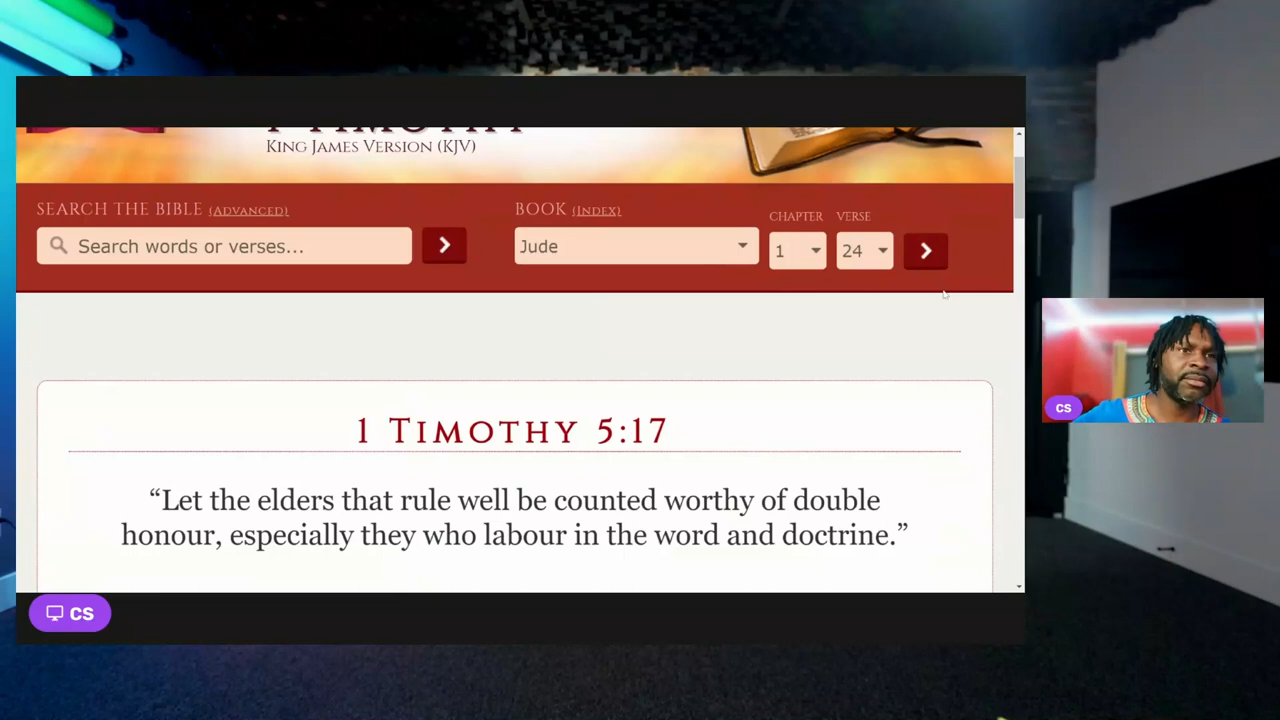 1 TIMOTHY
KING JAMES VERSION (KJV)
SEARCH THE BIBLE (ADVANCED)
Search words or verses...
BOOK (INDEX)
Jude
CHAPTER
1
VERSE
24
1 TIMOTHY 5:17
“Let the elders that rule well be counted worthy of double
honour, especially they who labour in the word and doctrine.”
CS
CS